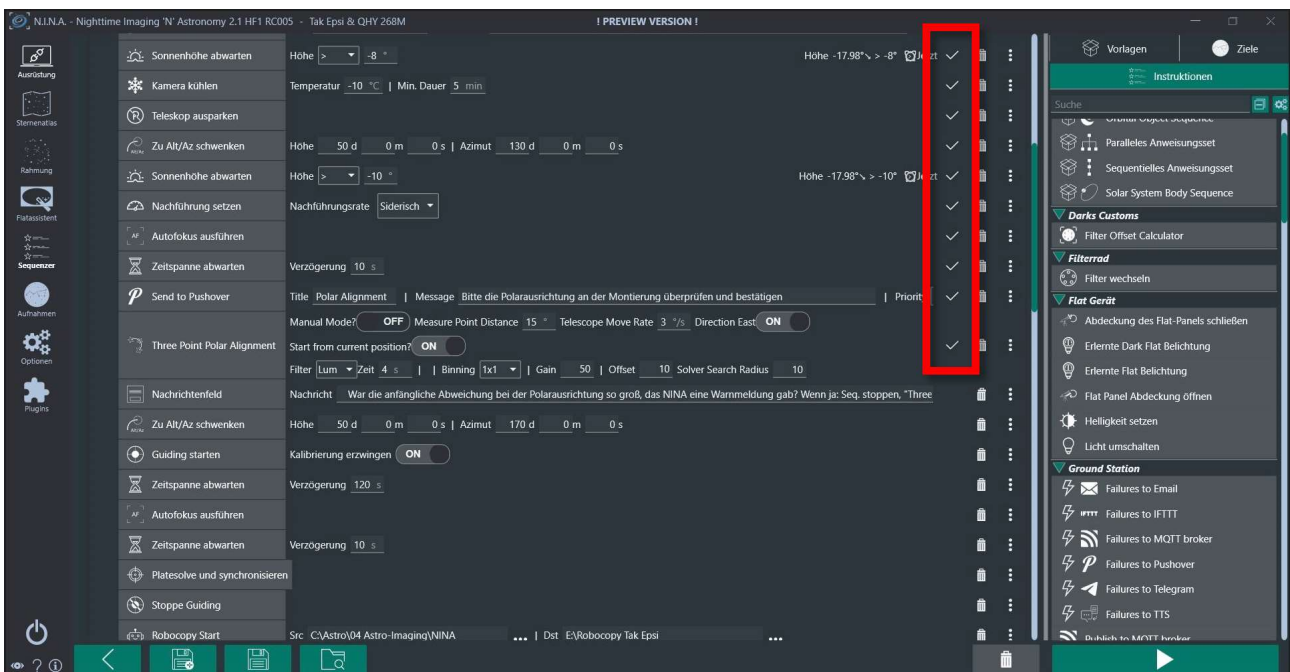 N.I.N.A. - Nighttime Imaging 'N' Astronomy 2.1 HF1 RC005 - Tak Epsi & QHY 268M
! PREVIEW VERSION !
Ausrüstung
Sternenatlas
Rahmung
Flatassistent
Sequenzer
Aufnahmen
Optionen
Plugins
Sonnenhöhe abwarten Höhe > -8 ° Höhe -17.98°↘ > -8° Jetzt
Kamera kühlen Temperatur -10 °C | Min. Dauer 5 min
Teleskop ausparken
Zu Alt/Az schwenken Höhe 50 d 0 m 0 s | Azimut 130 d 0 m 0 s
Sonnenhöhe abwarten Höhe > -10 ° Höhe -17.98°↘ > -10° Jetzt
Nachführung setzen Nachführungsrate Siderisch
AF Autofokus ausführen
Zeitspanne abwarten Verzögerung 10 s
Send to Pushover Title Polar Alignment | Message Bitte die Polarausrichtung an der Montierung überprüfen und bestätigen | Priorit
Manual Mode? OFF Measure Point Distance 15 ° Telescope Move Rate 3 °/s Direction East ON
Three Point Polar Alignment Start from current position? ON
Filter Lum Zeit 4 s | | Binning 1x1 | Gain 50 | Offset 10 Solver Search Radius 10
Nachrichtenfeld Nachricht War die anfängliche Abweichung bei der Polarausrichtung so groß, das NINA eine Warnmeldung gab? Wenn ja: Seq. stoppen, "Three
Zu Alt/Az schwenken Höhe 50 d 0 m 0 s | Azimut 170 d 0 m 0 s
Guiding starten Kalibrierung erzwingen ON
Zeitspanne abwarten Verzögerung 120 s
AF Autofokus ausführen
Zeitspanne abwarten Verzögerung 10 s
Platesolve und synchronisieren
Stoppe Guiding
Robocopy Start Src C:\Astro\04 Astro-Imaging\NINA ... | Dst E:\Robocopy Tak Epsi ...
Vorlagen Ziele
Instruktionen
Suche
Orbital Object Sequence
Paralleles Anweisungsset
Sequentielles Anweisungsset
Solar System Body Sequence
Darks Customs
Filter Offset Calculator
Filterrad
Filter wechseln
Flat Gerät
Abdeckung des Flat-Panels schließen
Erlernte Dark Flat Belichtung
Erlernte Flat Belichtung
Flat Panel Abdeckung öffnen
Helligkeit setzen
Licht umschalten
Ground Station
Failures to Email
IFTTT Failures to IFTTT
Failures to MQTT broker
Failures to Pushover
Failures to Telegram
Failures to TTS
Publish to MQTT broker